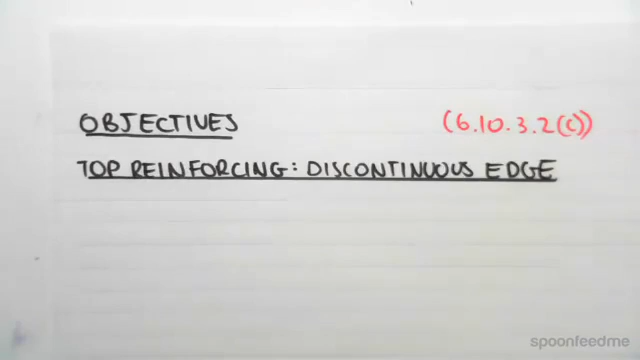 OBJECTIVES (6.10.3.2(c))
TOP REINFORCING: DISCONTINUOUS EDGE
spoonfeedme